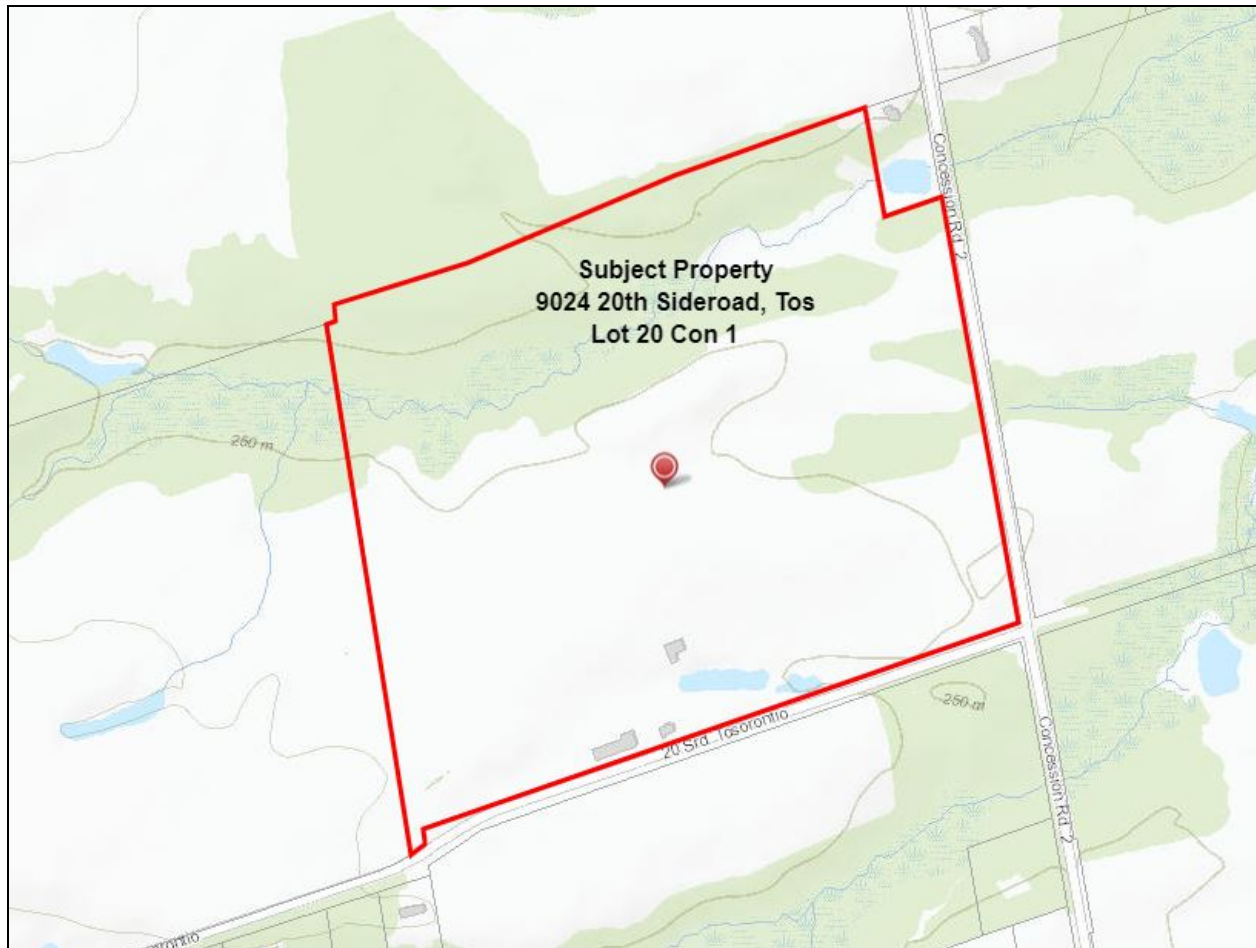 Concession Rd. 2
Subject Property
9024 20th Sideroad, Tos
Lot 20 Con 1
250 m
250 m
20 Srd. Tosorontio
Concession Rd. 2